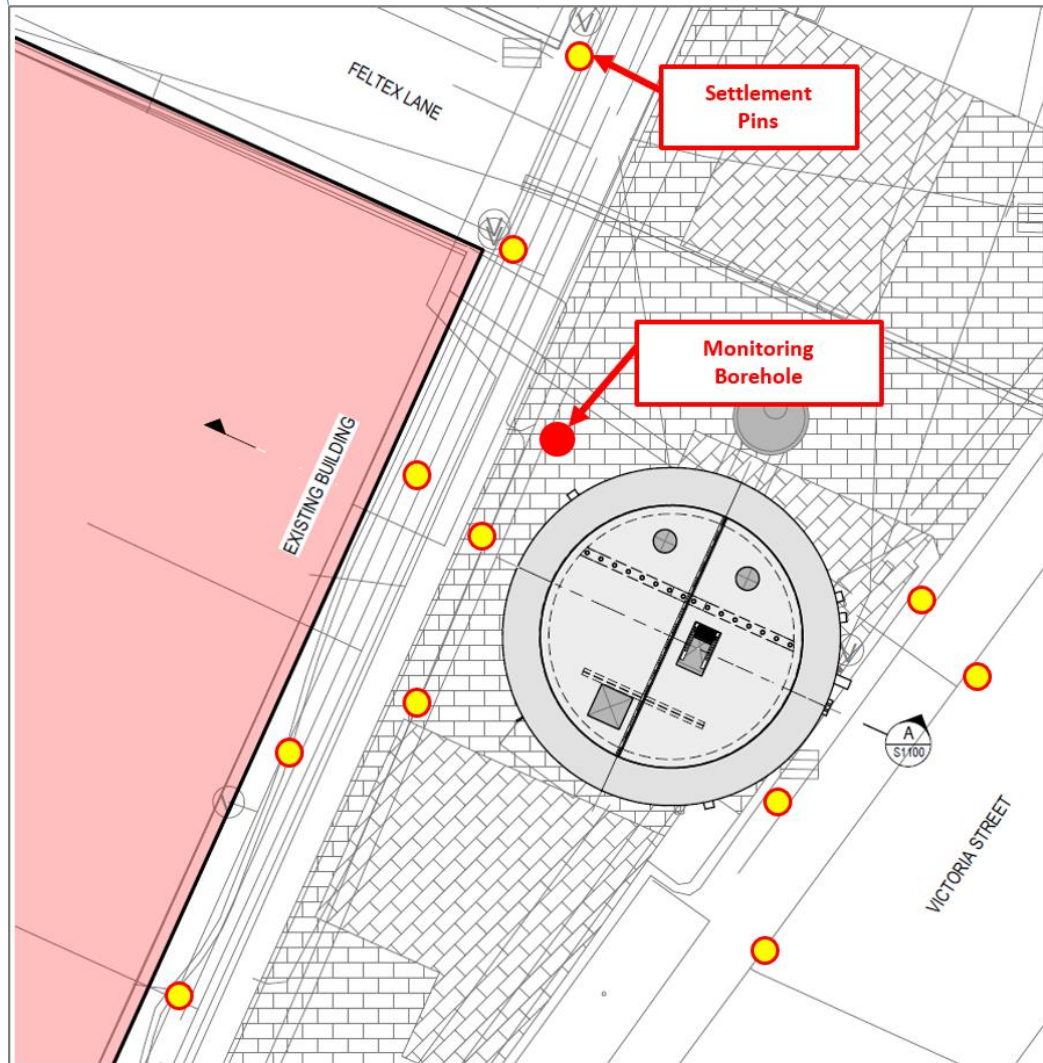 FELTEX LANE
Settlement
Pins
Monitoring
Borehole
EXISTING BUILDING
A
S1100
VICTORIA STREET